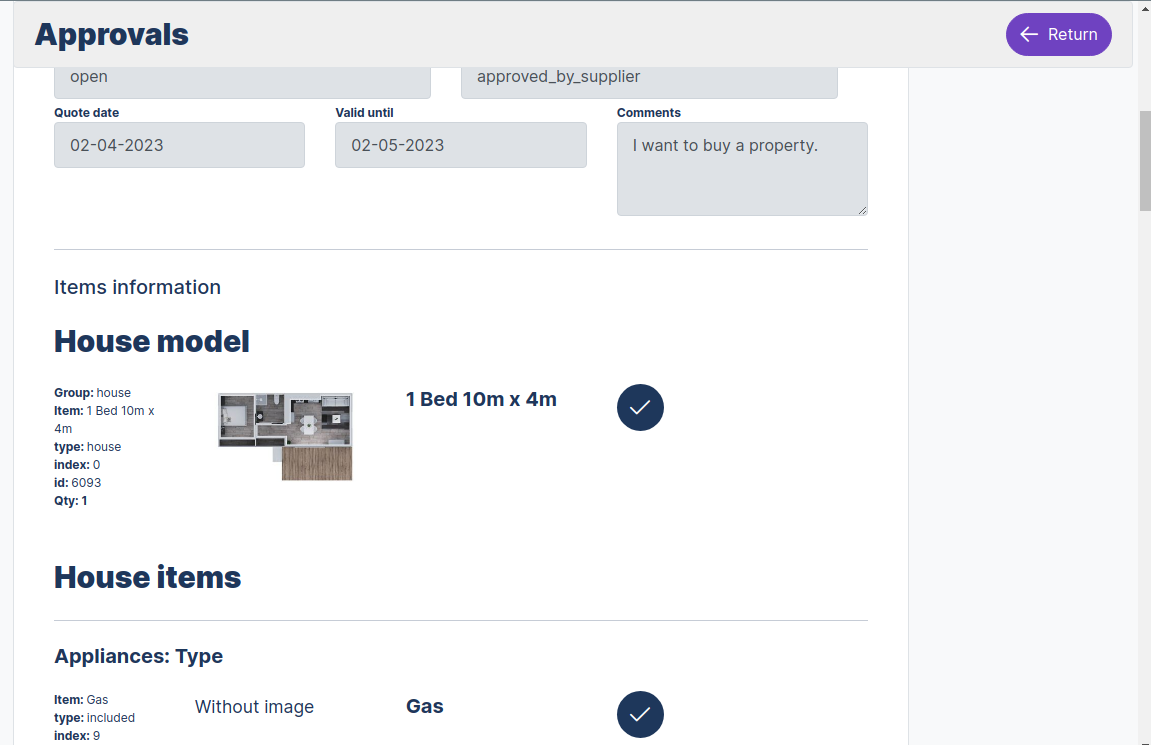 Approvals
Return
open
approved_by_supplier
Quote date
Valid until
Comments
02-04-2023
02-05-2023
I want to buy a property.
Items information
House model
Group: house
Item: 1 Bed 10m x
4m
type: house
index: 0
id: 6093
Qty: 1
1 Bed 10m x 4m
House items
Appliances: Type
Item: Gas
type: included
index: 9
Without image
Gas